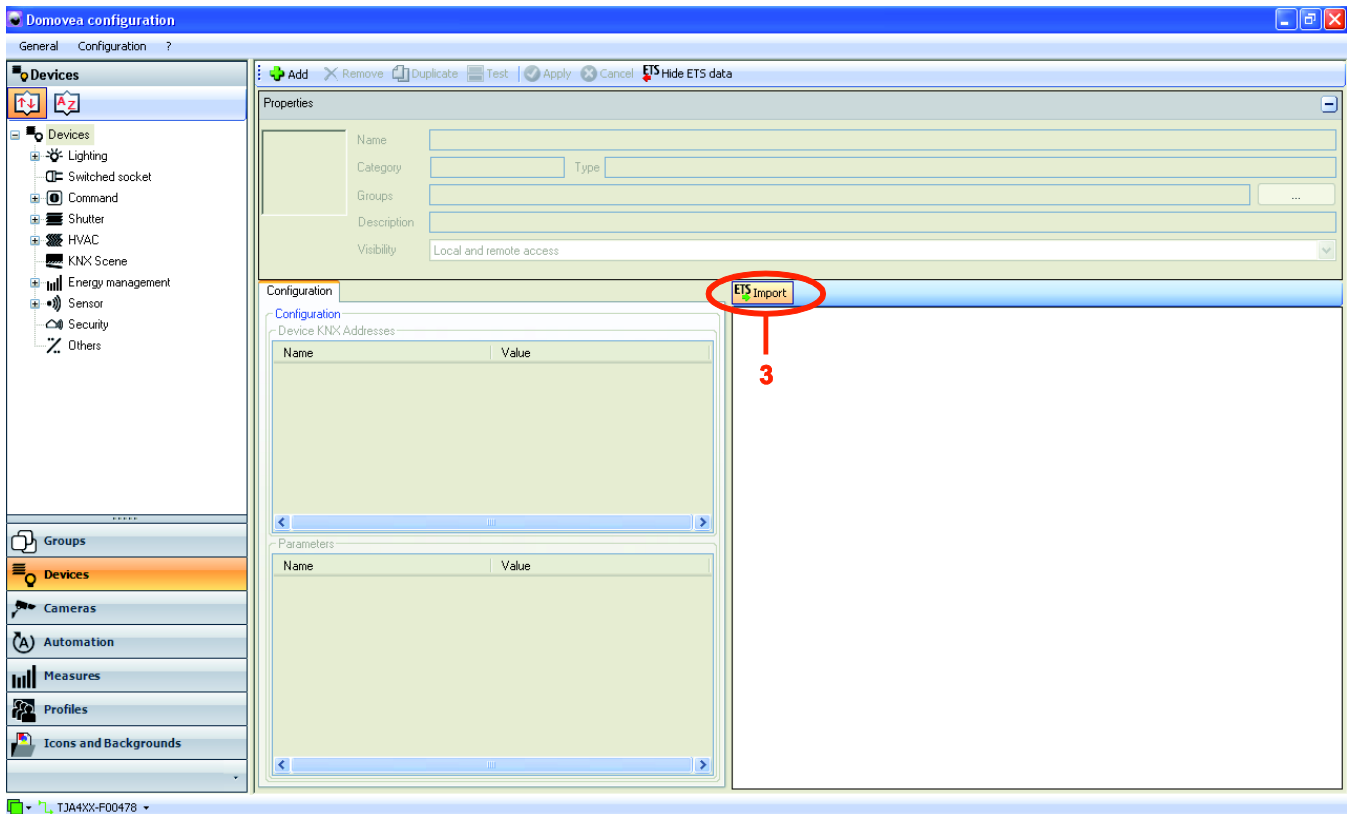 Domovea configuration
General Configuration ?
Devices
Add Remove Duplicate Test Apply Cancel ETS Hide ETS data
AZ
Devices
Lighting
Switched socket
Command
Shutter
HVAC
KNX Scene
Energy management
Sensor
Security
Others
Groups
Devices
Cameras
Automation
Measures
Profiles
Icons and Backgrounds
Properties
Name
Category Type
Groups ...
Description
Visibility Local and remote access
Configuration
Configuration
Device KNX Addresses
Name Value
Parameters
Name Value
ETS Import
3
TJA4XX-F00478